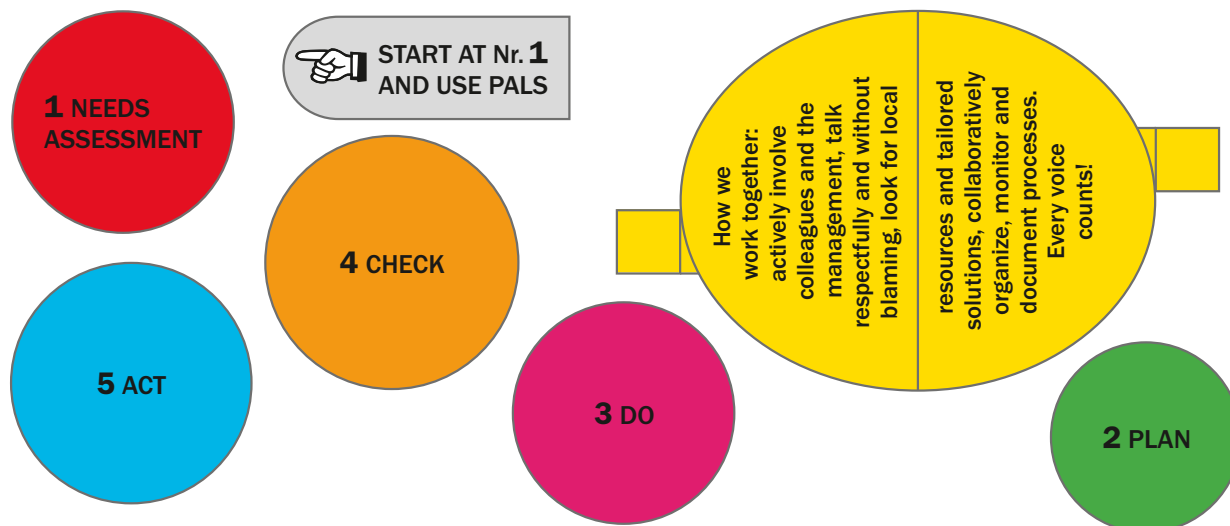 1 NEEDS
ASSESSMENT
START AT Nr. 1
AND USE PALS
4 CHECK
5 ACT
3 DO
How we
work together:
actively involve
colleagues and the
management, talk
respectfully and without
blaming, look for local
resources and tailored
solutions, collaboratively
organize, monitor and
document processes.
Every voice
counts!
2 PLAN